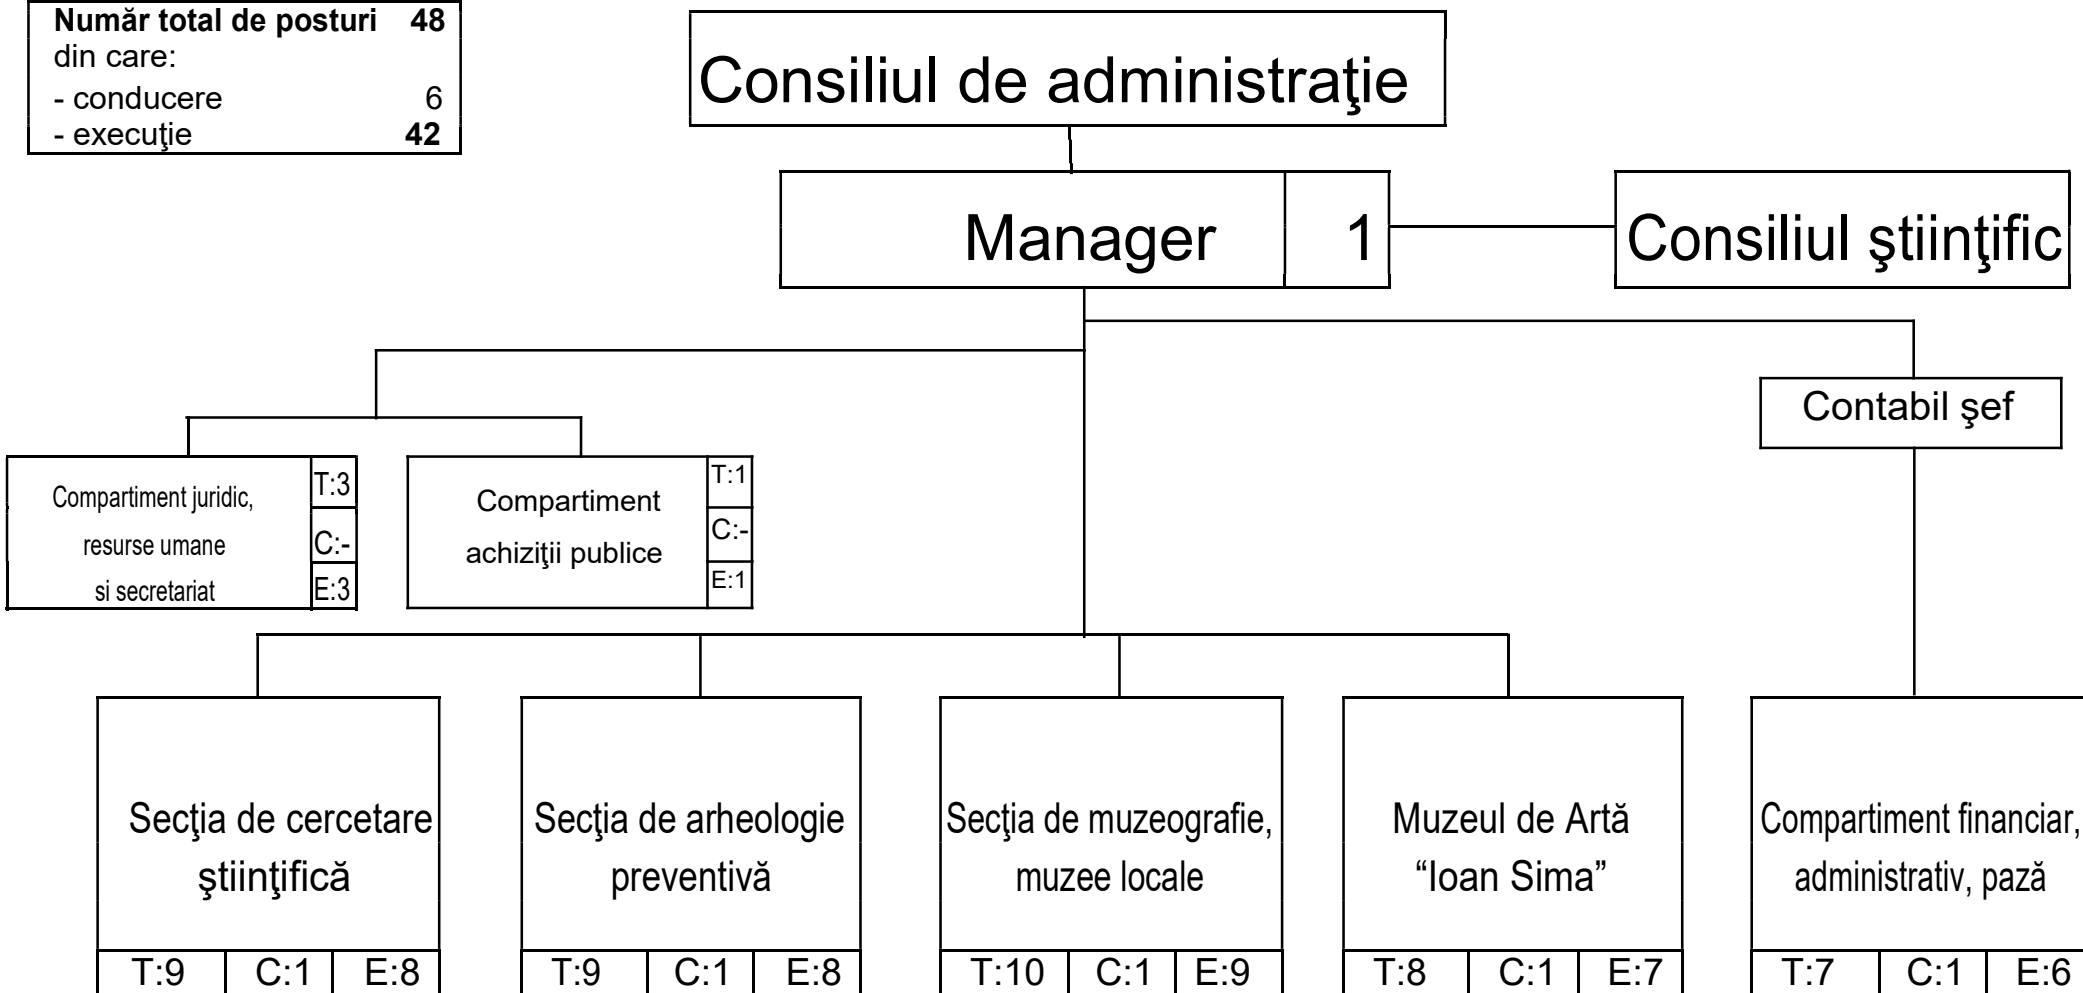 Număr total de posturi 48
din care:
- conducere 6
- execuţie 42
Consiliul de administraţie
Manager 1
Consiliul ştiinţific
Contabil şef
Compartiment juridic,
resurse umane
si secretariat
T:3
C:-
E:3
Compartiment
achiziţii publice
T:1
C:-
E:1
Secţia de cercetare
ştiinţifică
T:9 C:1 E:8
Secţia de arheologie
preventivă
T:9 C:1 E:8
Secţia de muzeografie,
muzee locale
T:10 C:1 E:9
Muzeul de Artă
“Ioan Sima”
T:8 C:1 E:7
Compartiment financiar,
administrativ, pază
T:7 C:1 E:6